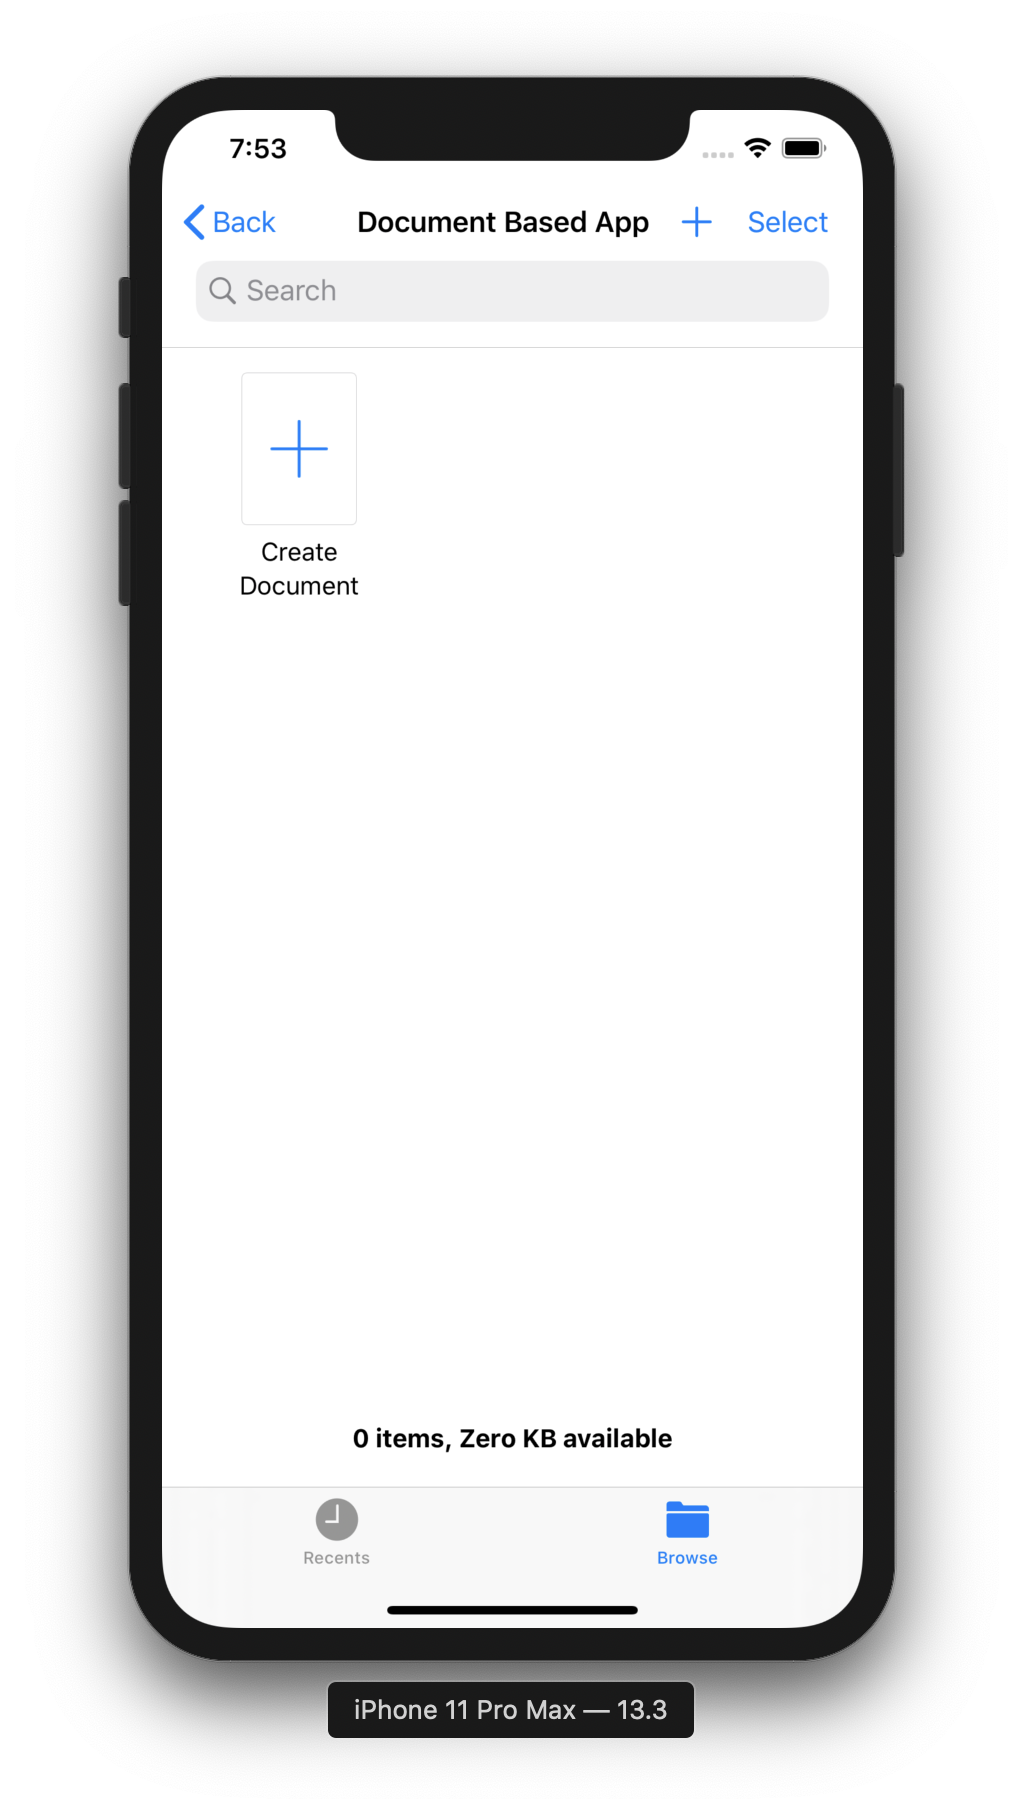 7:53
Back
Document Based App
Select
Search
Create
Document
0 items, Zero KB available
Recents
Browse
iPhone 11 Pro Max — 13.3